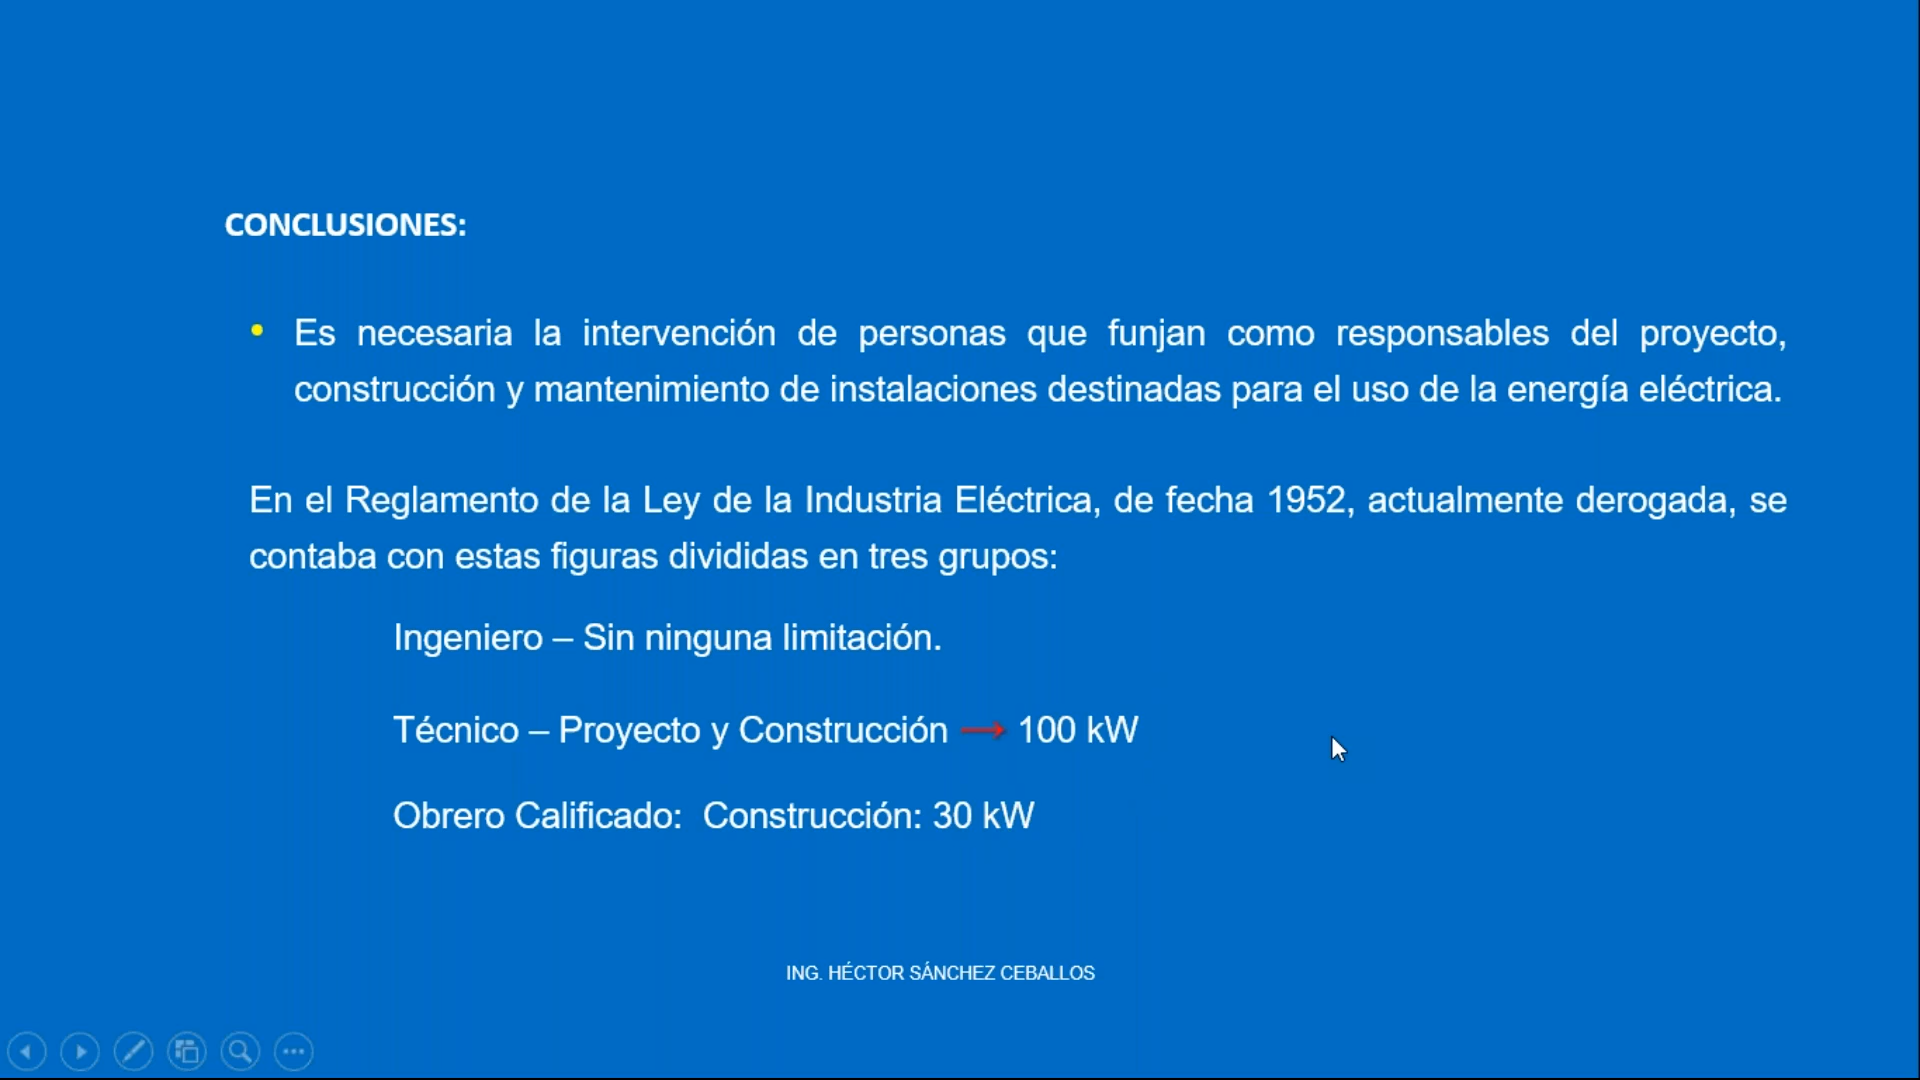 CONCLUSIONES:
• Es necesaria la intervención de personas que funjan como responsables del proyecto,
construcción y mantenimiento de instalaciones destinadas para el uso de la energía eléctrica.
En el Reglamento de la Ley de la Industria Eléctrica, de fecha 1952, actualmente derogada, se
contaba con estas figuras divididas en tres grupos:
Ingeniero – Sin ninguna limitación.
Técnico – Proyecto y Construcción → 100 kW
Obrero Calificado: Construcción: 30 kW
ING. HÉCTOR SÁNCHEZ CEBALLOS